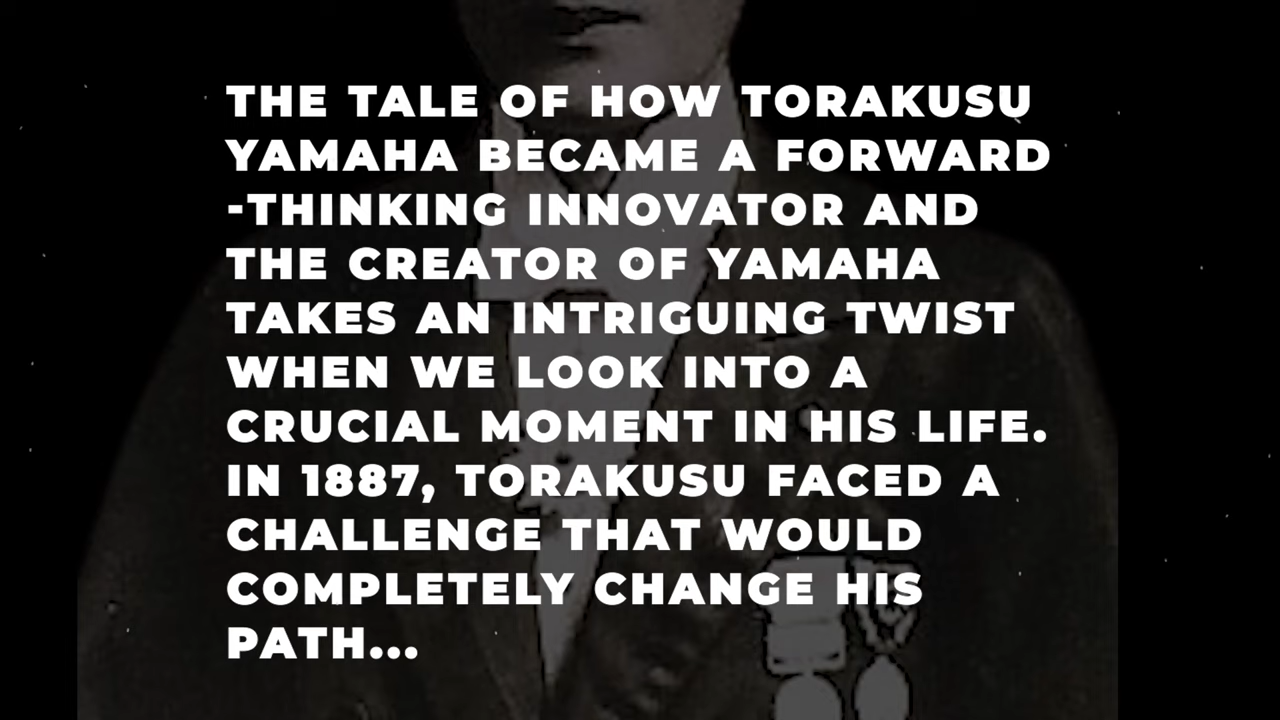 THE TALE OF HOW TORAKUSU
YAMAHA BECAME A FORWARD
-THINKING INNOVATOR AND
THE CREATOR OF YAMAHA
TAKES AN INTRIGUING TWIST
WHEN WE LOOK INTO A
CRUCIAL MOMENT IN HIS LIFE.
IN 1887, TORAKUSU FACED A
CHALLENGE THAT WOULD
COMPLETELY CHANGE HIS
PATH...